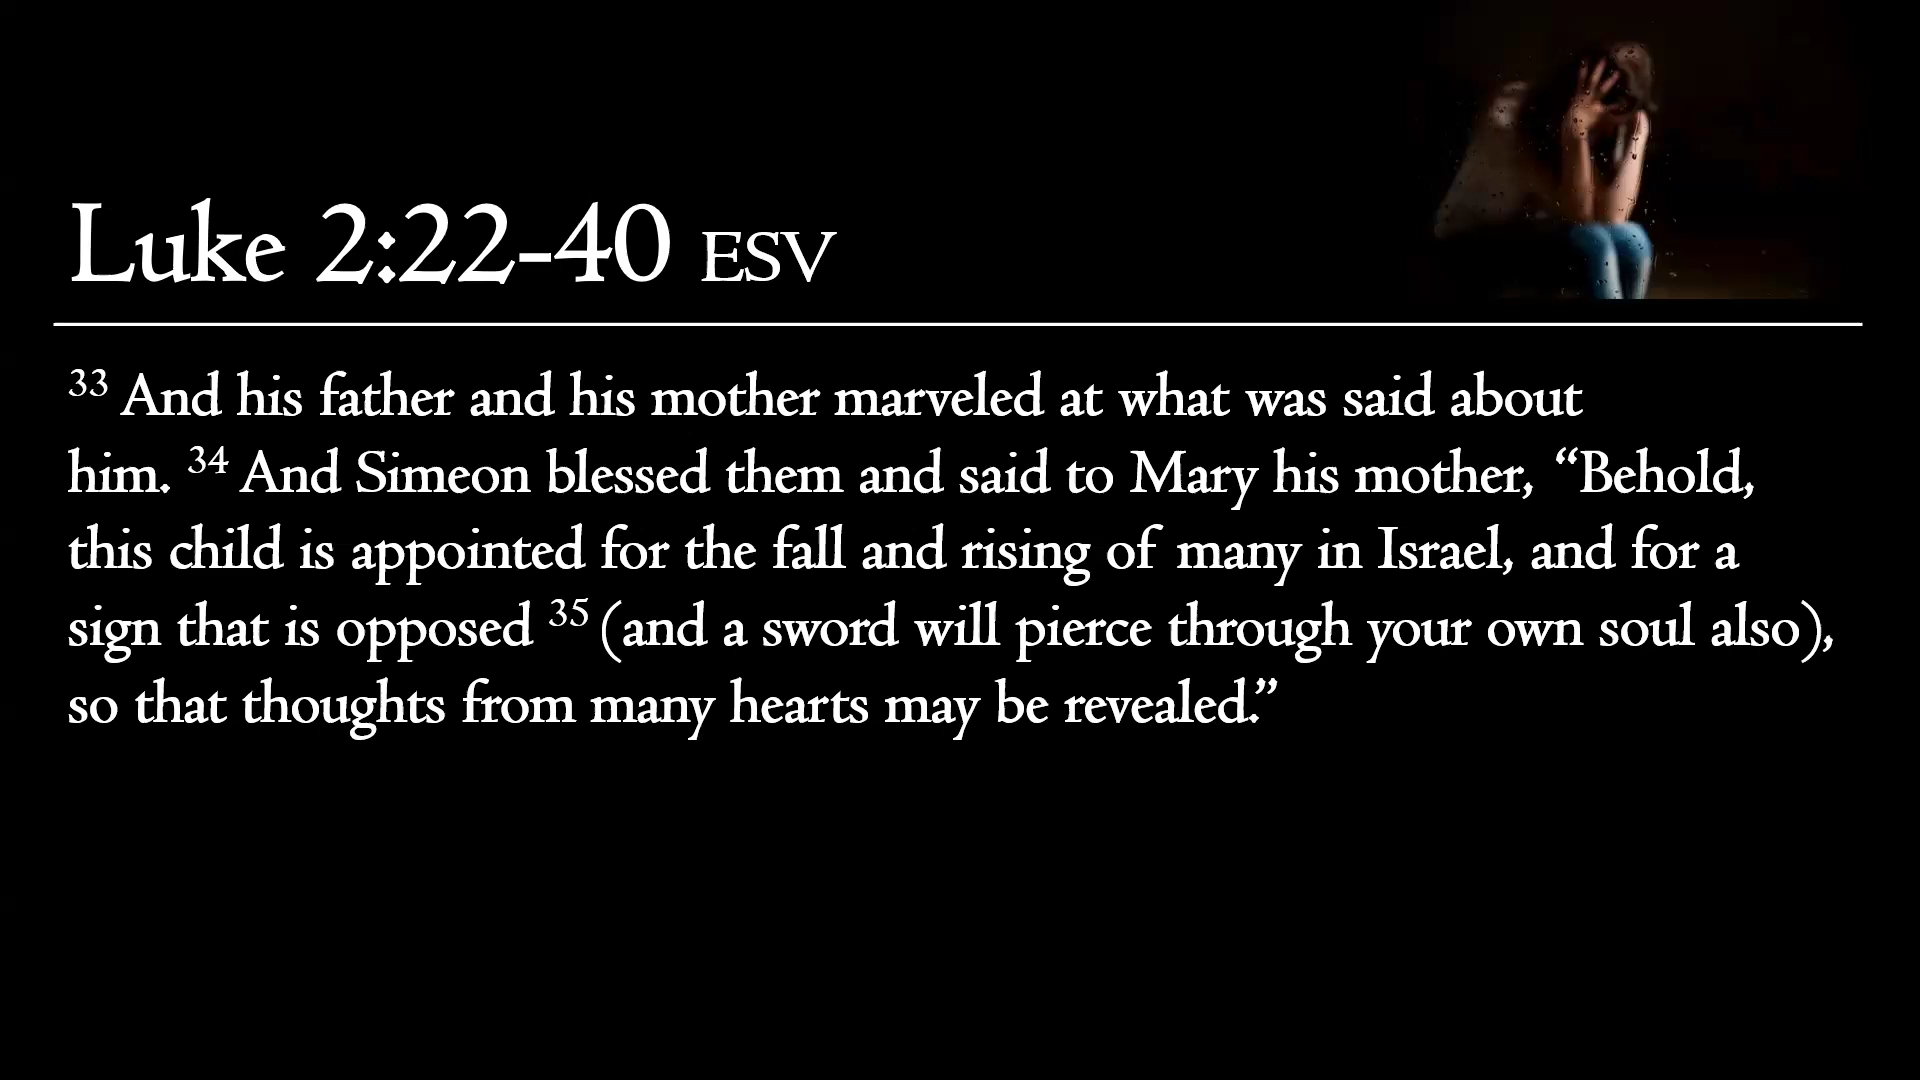 Luke 2:22-40 ESV
33 And his father and his mother marveled at what was said about
him. 34 And Simeon blessed them and said to Mary his mother, “Behold,
this child is appointed for the fall and rising of many in Israel, and for a
sign that is opposed 35 (and a sword will pierce through your own soul also),
so that thoughts from many hearts may be revealed.”